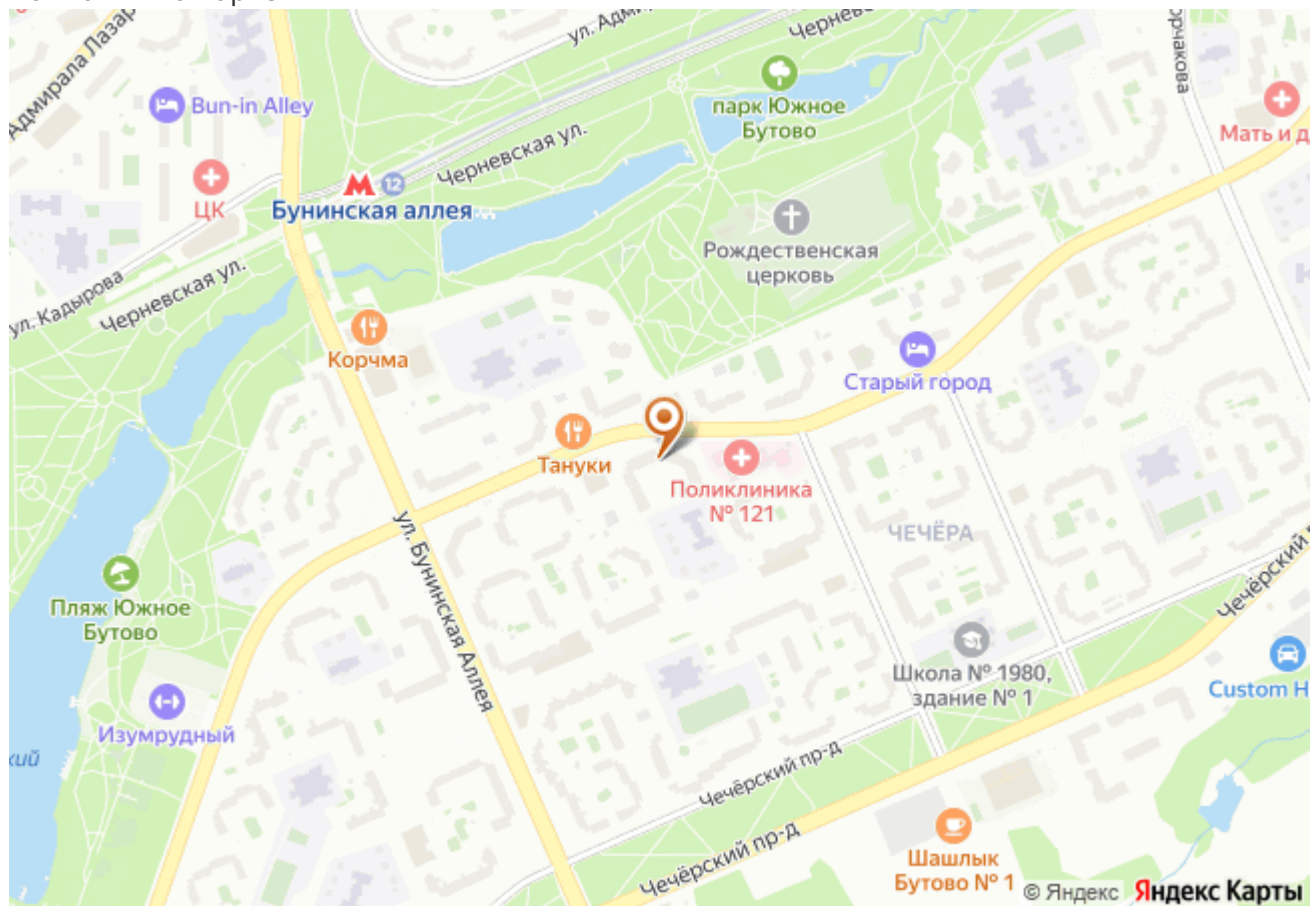 Адмирала Лазар
ул. Адми
Черневс
орчакова
Bun-in Alley
парк Южное
Бутово
Мать и д
Черневская ул.
ЦК
12
Бунинская аллея
Рождественская
церковь
ул. Кадырова
Черневская ул.
Корчма
Старый город
Тануки
Поликлиника
№ 121
ЧЕЧЁРА
ул. Бунинская Аллея
Чечёрский п
Пляж Южное
Бутово
Школа № 1980,
здание № 1
Custom H
Изумрудный
кий
Чечёрский пр-д
Чечёрский пр-д
Шашлык
Бутово № 1
© Яндекс Яндекс Карты